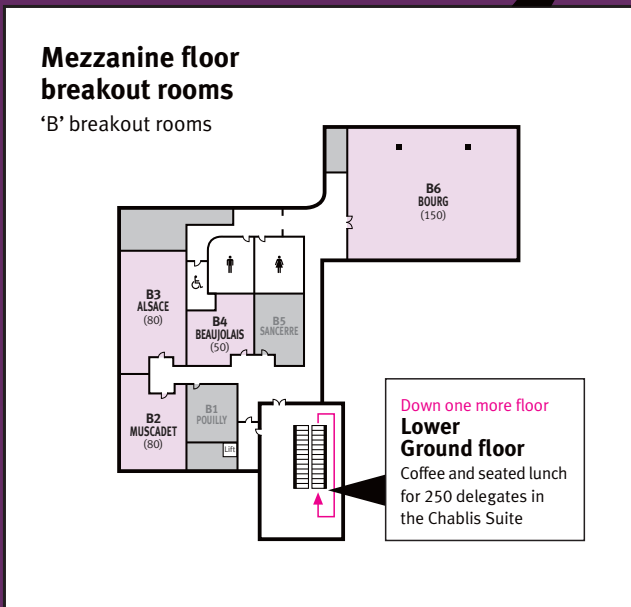 Mezzanine floor
breakout rooms
‘B’ breakout rooms
B6
BOURG
(150)
B3
ALSACE
(80)
B4
BEAUJOLAIS
(50)
B5
SANCERRE
B2
MUSCADET
(80)
B1
POUILLY
Lift
Down one more floor
Lower
Ground floor
Coffee and seated lunch
for 250 delegates in
the Chablis Suite